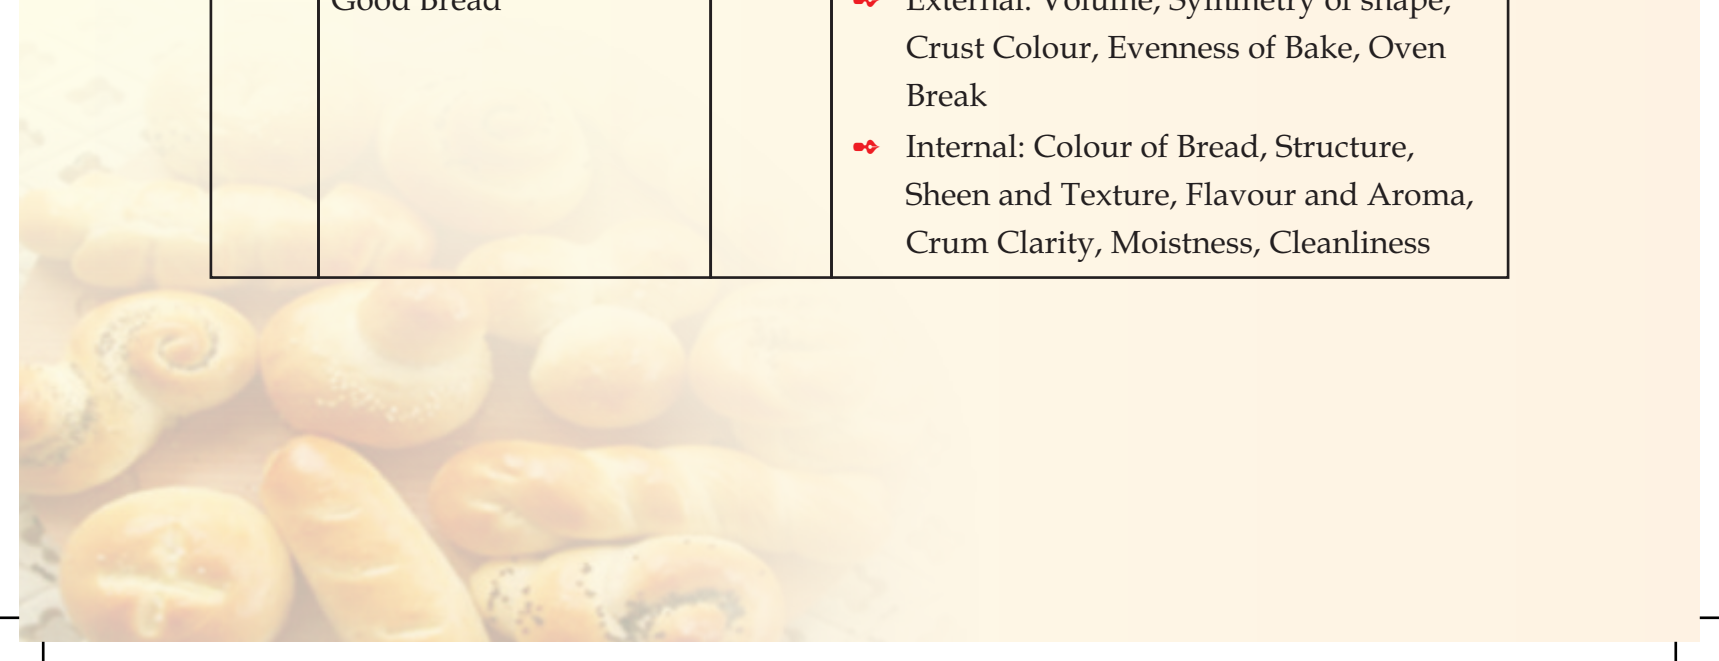 Good Bread
External: Volume, Symmetry of shape,
Crust Colour, Evenness of Bake, Oven
Break
Internal: Colour of Bread, Structure,
Sheen and Texture, Flavour and Aroma,
Crum Clarity, Moistness, Cleanliness